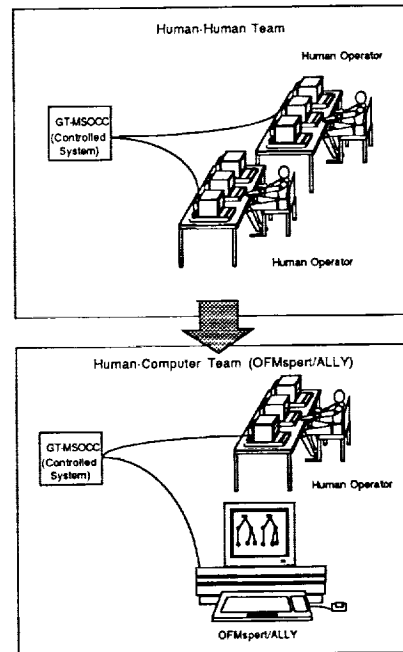 Human-Human Team
Human Operator
GT-MSOCC
(Controlled
System)
Human Operator
Human-Computer Team (OFMspert/ALLY)
GT-MSOCC
(Controlled
System)
Human Operator
OFMspert/ALLY